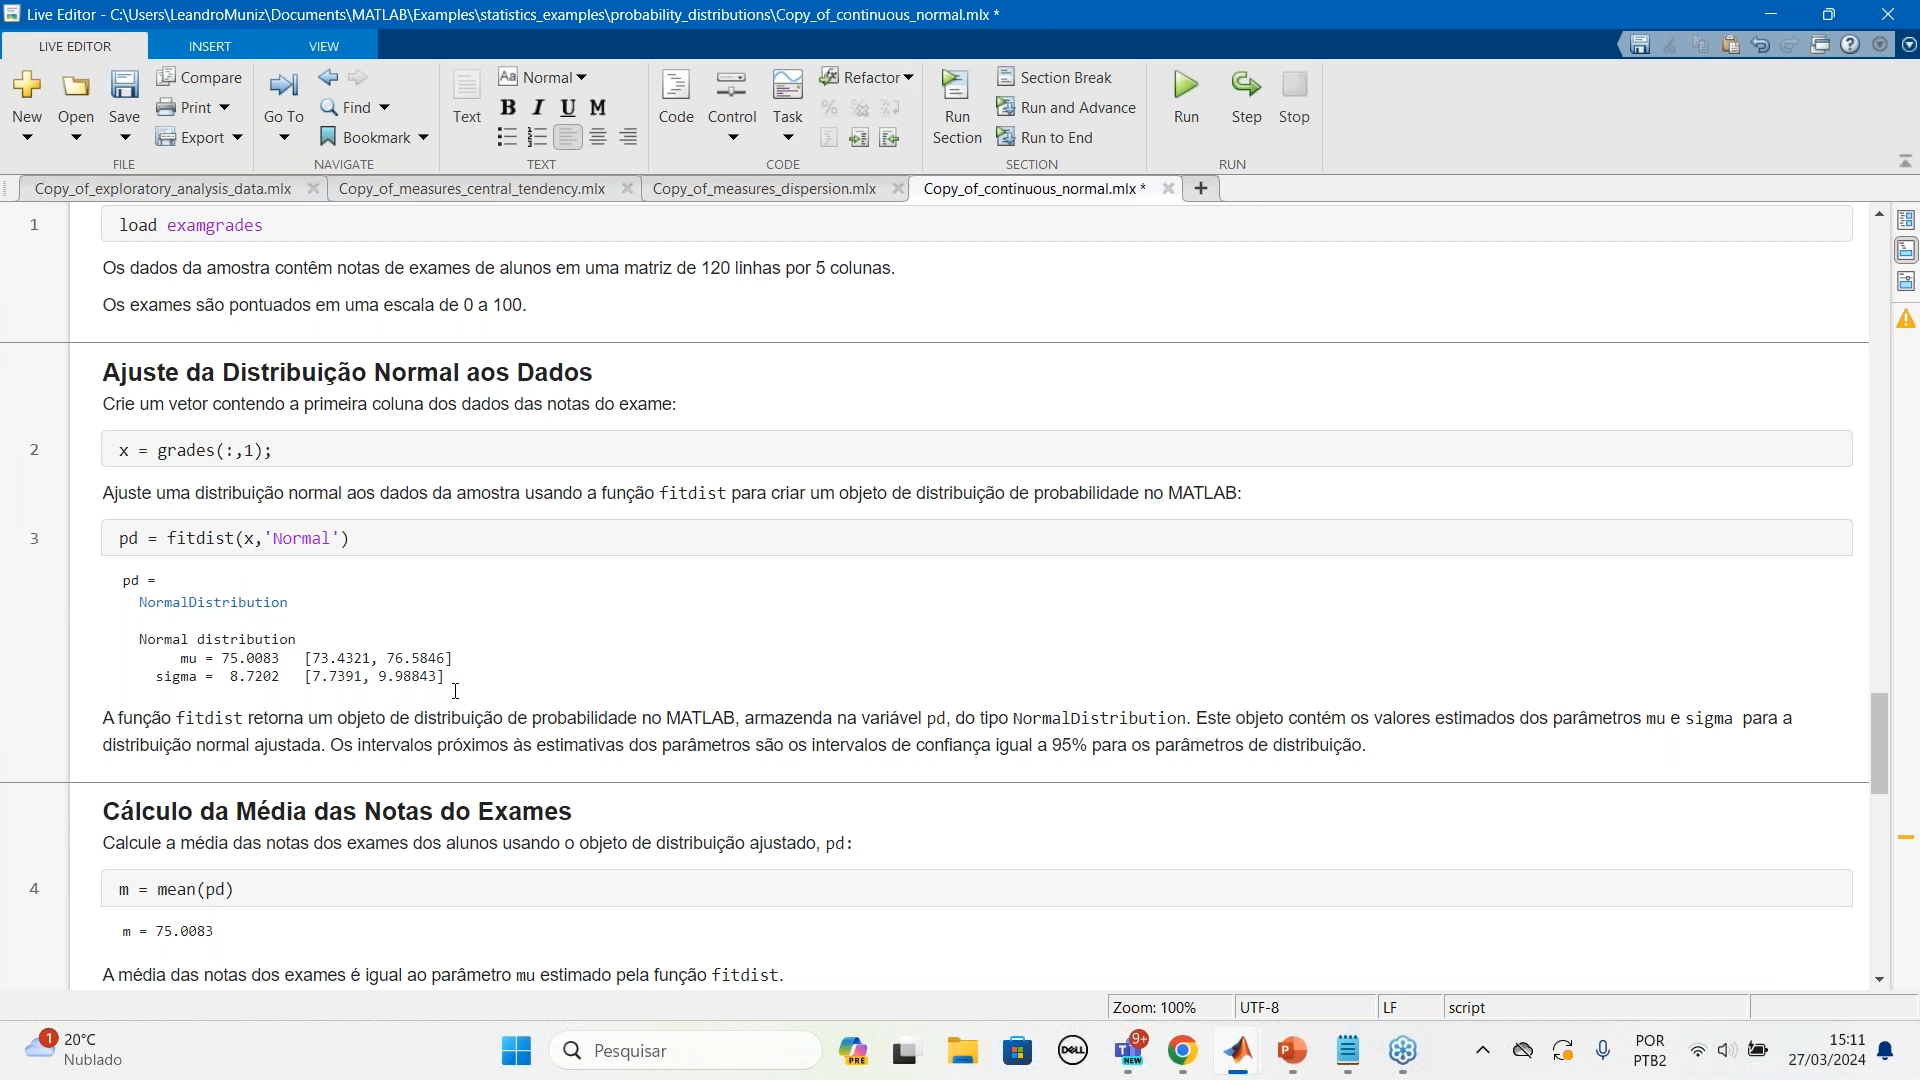 Live Editor - C:\Users\LeandroMuniz\Documents\MATLAB\Examples\statistics_examples\probability_distributions\Copy_of_continuous_normal.mlx *
LIVE EDITOR INSERT VIEW
New Open Save Compare Print Export
FILE
Go To Find Bookmark
NAVIGATE
Text Aa Normal B I U M
TEXT
Code Control Task Refactor
CODE
Run Section Section Break Run and Advance Run to End
SECTION
Run Step Stop
RUN
Copy_of_exploratory_analysis_data.mlx Copy_of_measures_central_tendency.mlx Copy_of_measures_dispersion.mlx Copy_of_continuous_normal.mlx *
1 load examgrades
Os dados da amostra contêm notas de exames de alunos em uma matriz de 120 linhas por 5 colunas.
Os exames são pontuados em uma escala de 0 a 100.
Ajuste da Distribuição Normal aos Dados
Crie um vetor contendo a primeira coluna dos dados das notas do exame:
2 x = grades(:,1);
Ajuste uma distribuição normal aos dados da amostra usando a função fitdist para criar um objeto de distribuição de probabilidade no MATLAB:
3 pd = fitdist(x,'Normal')
pd =
NormalDistribution
Normal distribution
mu = 75.0083 [73.4321, 76.5846]
sigma = 8.7202 [7.7391, 9.98843]
A função fitdist retorna um objeto de distribuição de probabilidade no MATLAB, armazenda na variável pd, do tipo NormalDistribution. Este objeto contém os valores estimados dos parâmetros mu e sigma para a
distribuição normal ajustada. Os intervalos próximos às estimativas dos parâmetros são os intervalos de confiança igual a 95% para os parâmetros de distribuição.
Cálculo da Média das Notas do Exames
Calcule a média das notas dos exames dos alunos usando o objeto de distribuição ajustado, pd:
4 m = mean(pd)
m = 75.0083
A média das notas dos exames é igual ao parâmetro mu estimado pela função fitdist.
Zoom: 100% UTF-8 LF script
1 20°C
Nublado
Pesquisar
PRE
DELL
9+
NEW
POR
PTB2
15:11
27/03/2024